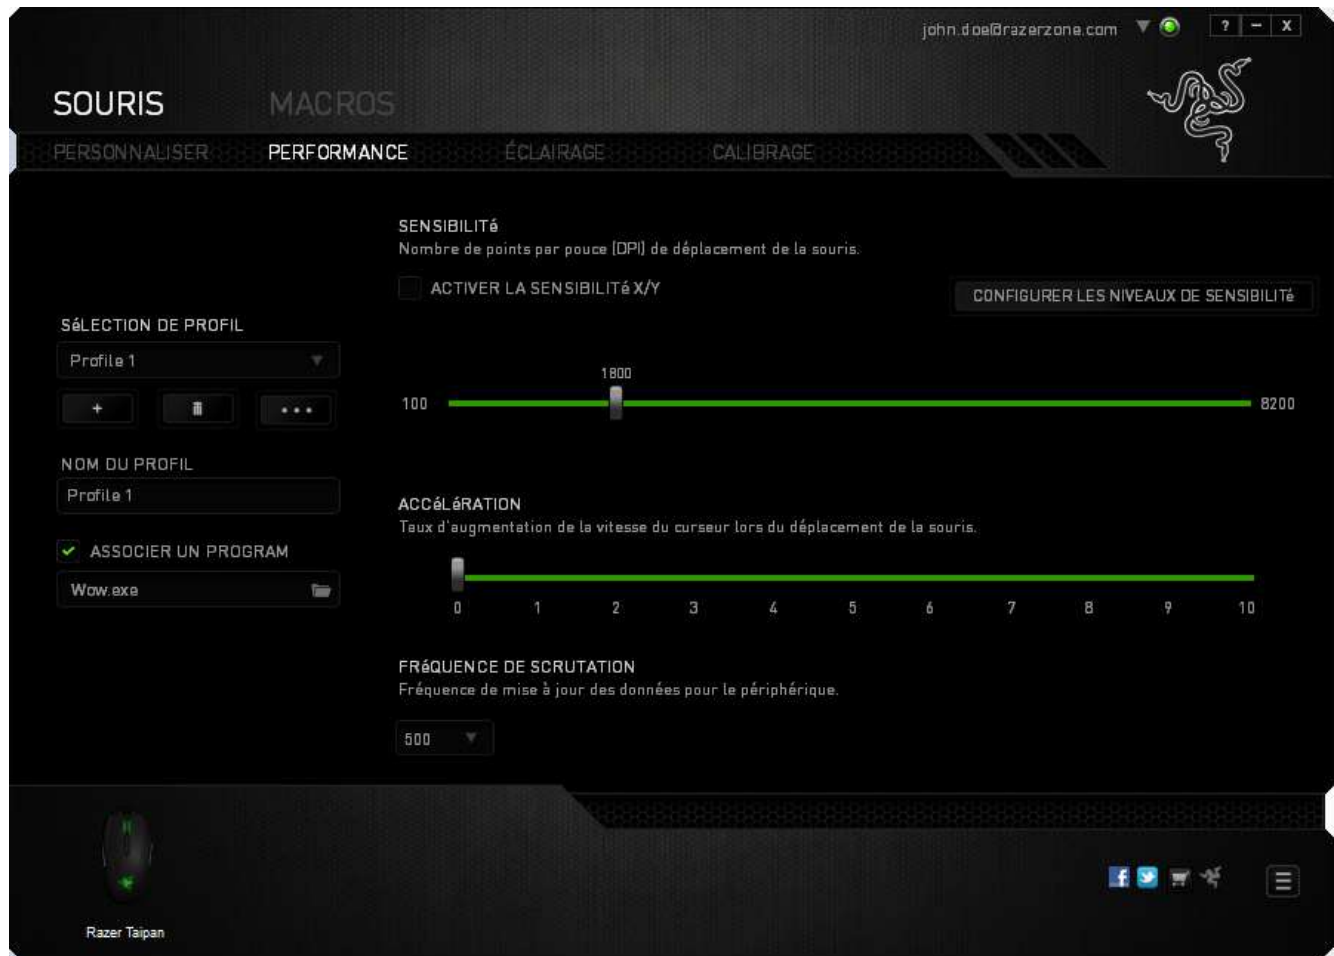 john.doe@razerzone.com
? – X
SOURIS MACROS
PERSONNALISER PERFORMANCE ÉCLAIRAGE CALIBRAGE
SENSIBILITé
Nombre de points par pouce (DPI) de déplacement de la souris.
ACTIVER LA SENSIBILITé X/Y
CONFIGURER LES NIVEAUX DE SENSIBILITé
SéLECTION DE PROFIL
Profile 1
1800
100
8200
NOM DU PROFIL
Profile 1
ACCéLéRATION
Taux d'augmentation de la vitesse du curseur lors du déplacement de la souris.
ASSOCIER UN PROGRAM
Wow.exe
0 1 2 3 4 5 6 7 8 9 10
FRéQUENCE DE SCRUTATION
Fréquence de mise à jour des données pour le périphérique.
500
Razer Taipan